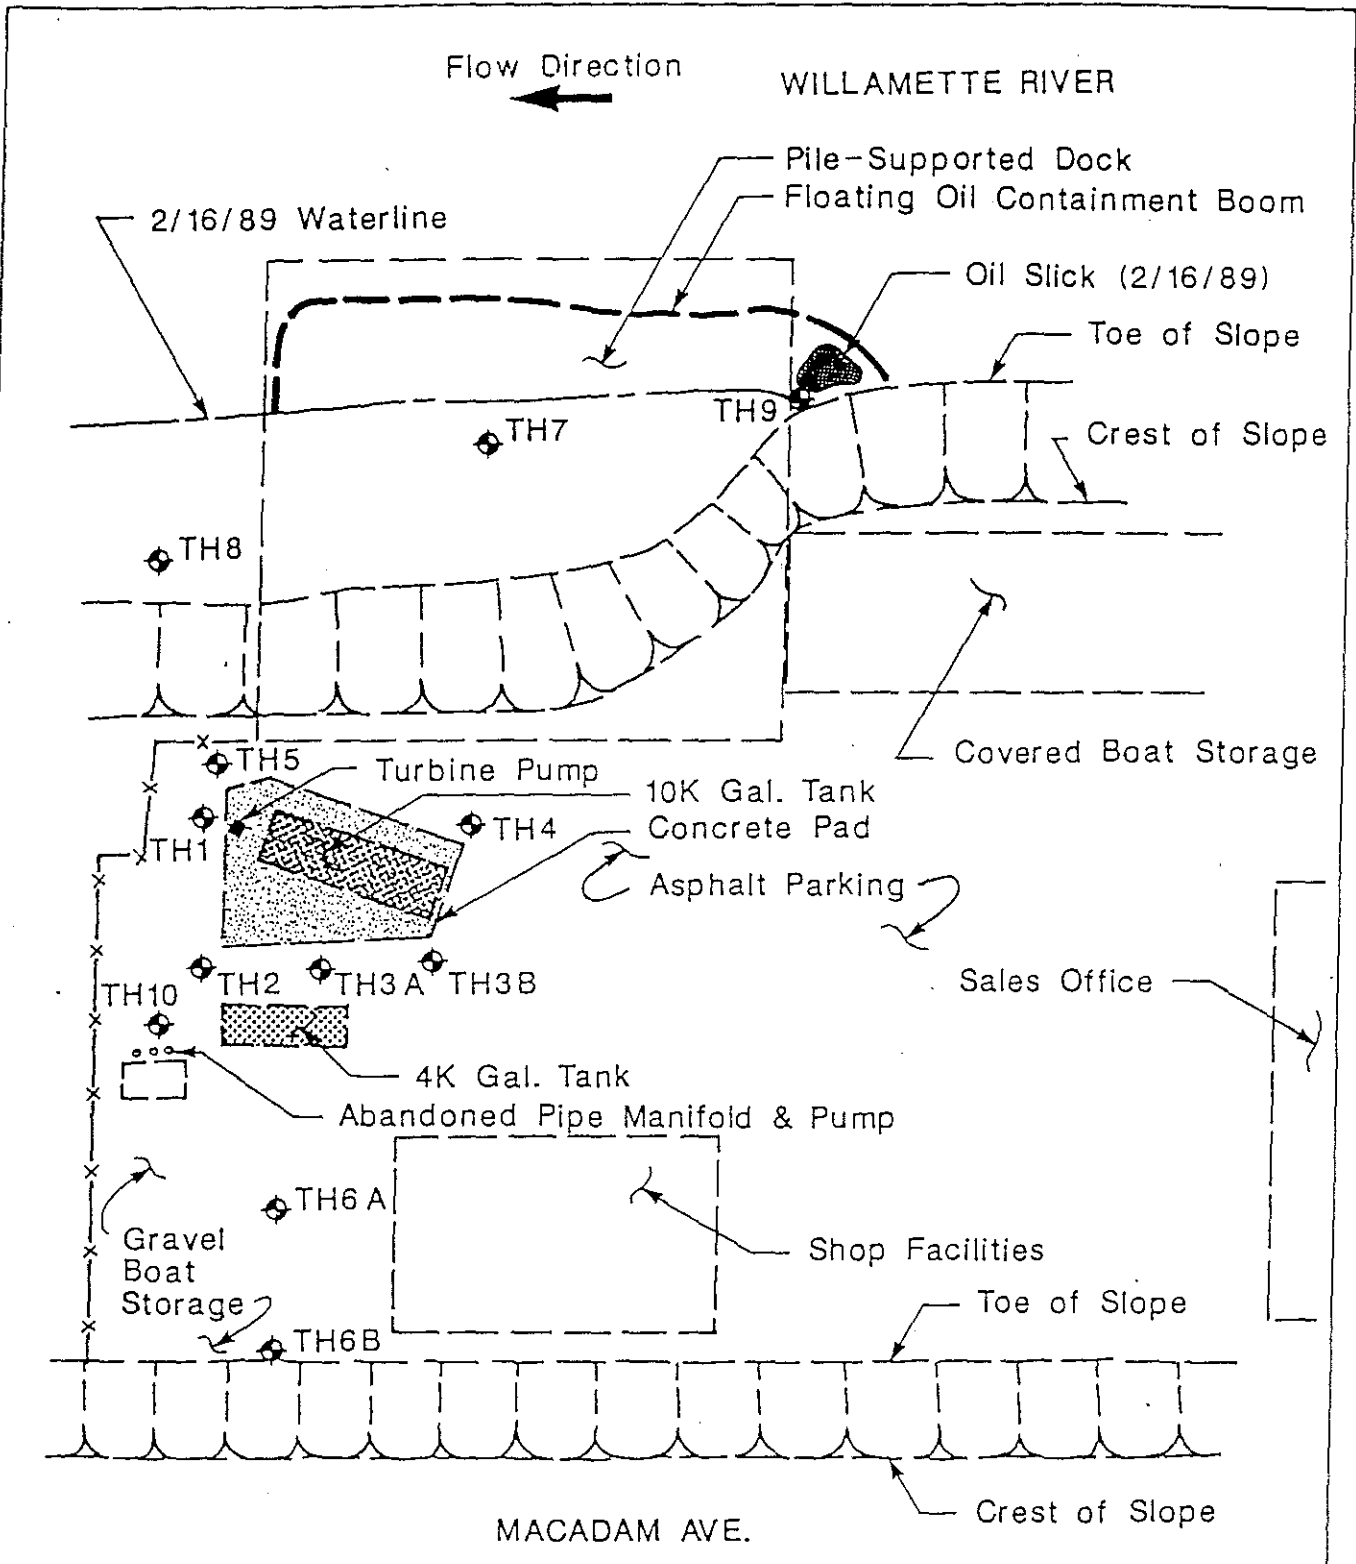 Flow Direction
WILLAMETTE RIVER
Pile-Supported Dock
Floating Oil Containment Boom
2/16/89 Waterline
Oil Slick (2/16/89)
Toe of Slope
TH9
TH7
Crest of Slope
TH8
TH5
Turbine Pump
Covered Boat Storage
10K Gal. Tank
TH4
Concrete Pad
TH1
Asphalt Parking
TH2
TH3A
TH3B
Sales Office
TH10
4K Gal. Tank
Abandoned Pipe Manifold & Pump
TH6A
Gravel
Boat
Storage
Shop Facilities
Toe of Slope
TH6B
Crest of Slope
MACADAM AVE.